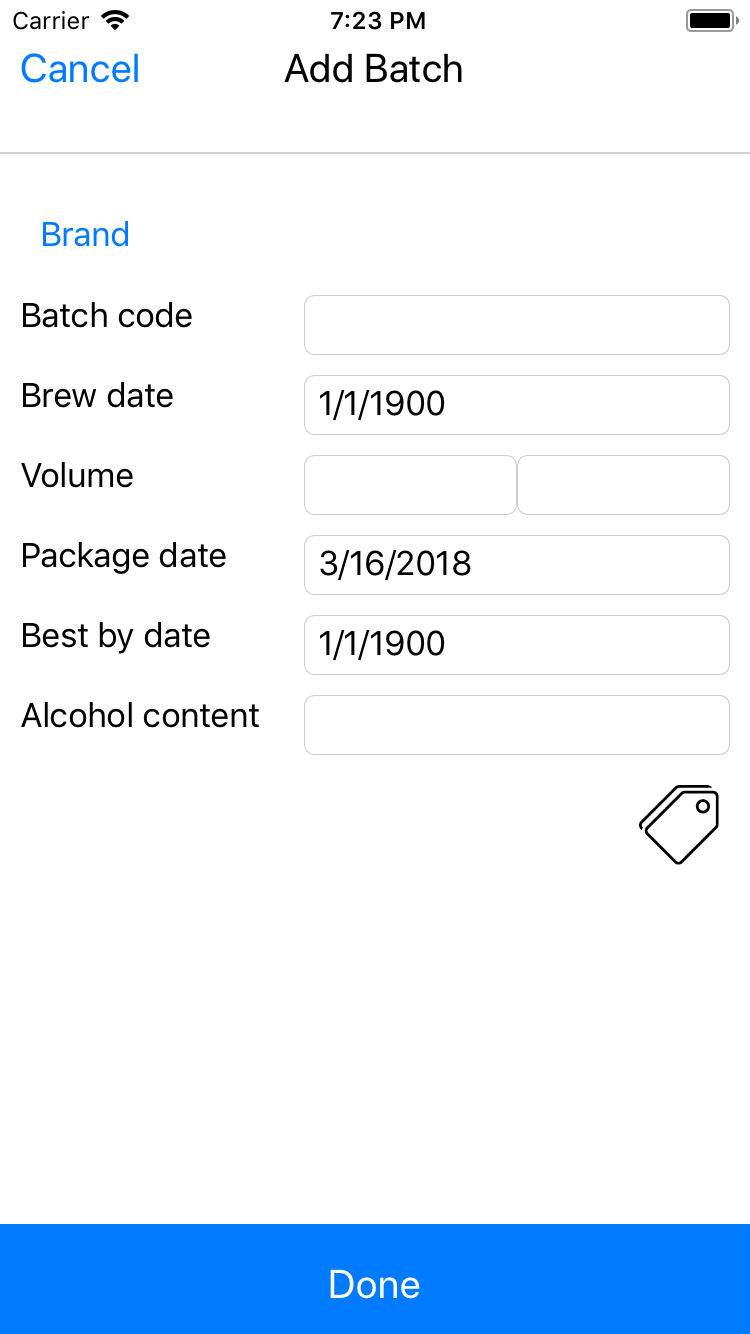 Carrier 7:23 PM
Cancel Add Batch
Brand
Batch code
Brew date 1/1/1900
Volume
Package date 3/16/2018
Best by date 1/1/1900
Alcohol content
Done